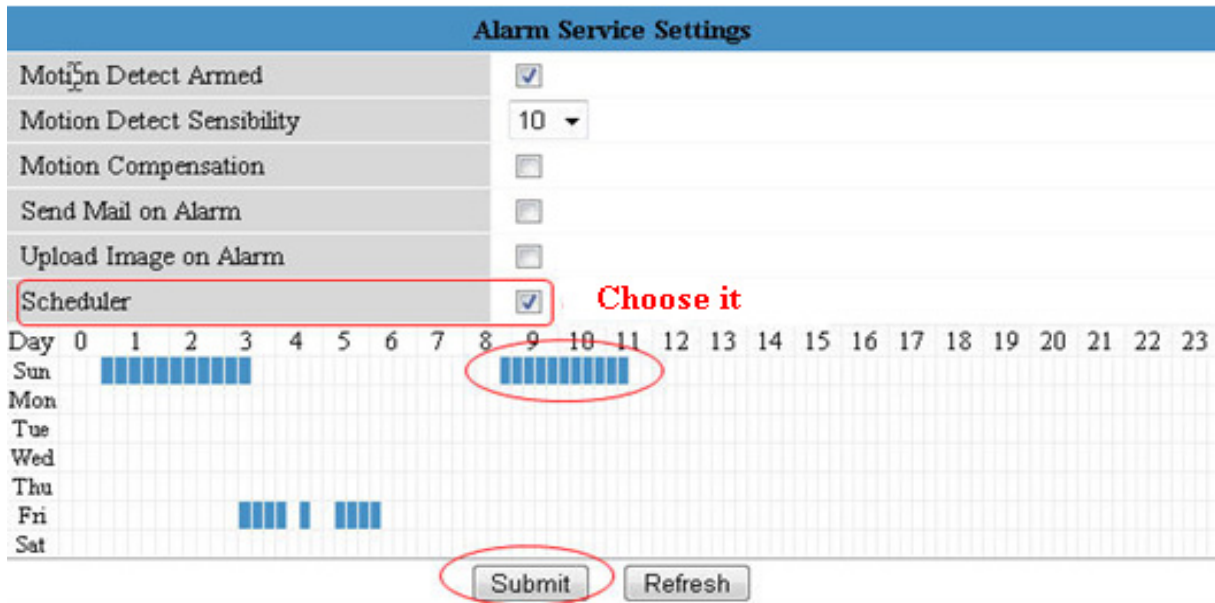 Alarm Service Settings
Motion Detect Armed
Motion Detect Sensibility 10
Motion Compensation
Send Mail on Alarm
Upload Image on Alarm
Scheduler Choose it
Day 0 1 2 3 4 5 6 7 8 9 10 11 12 13 14 15 16 17 18 19 20 21 22 23
Sun
Mon
Tue
Wed
Thu
Fri
Sat
Submit Refresh